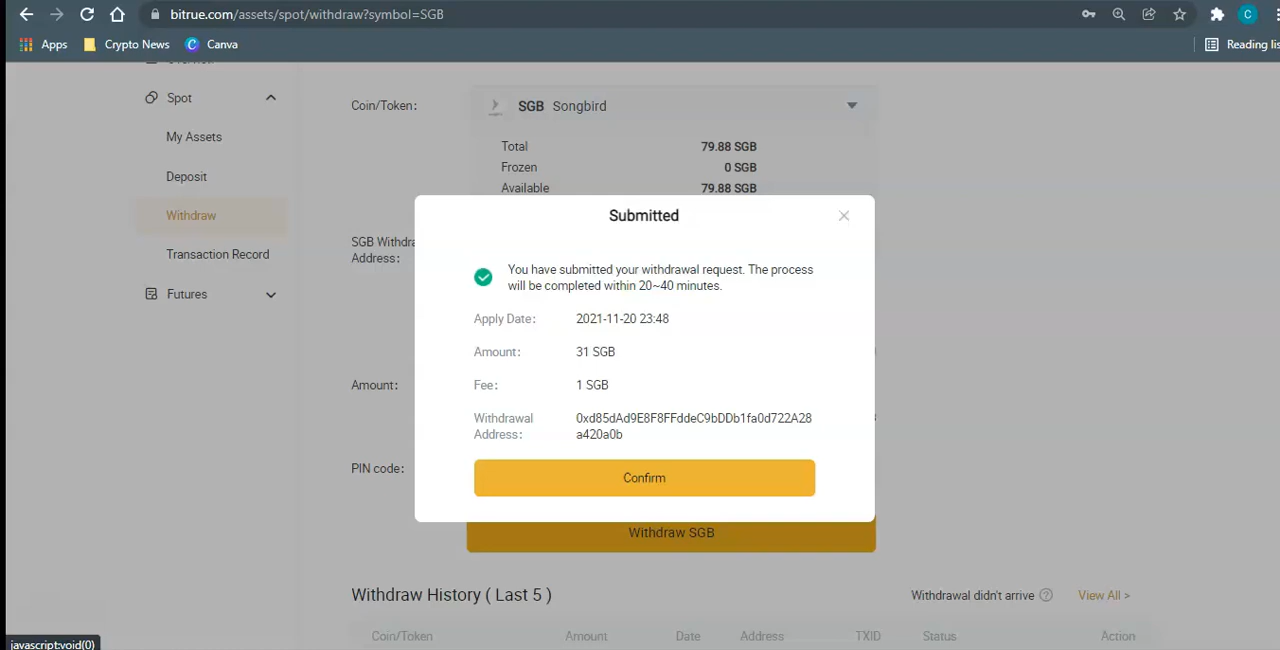 bitrue.com/assets/spot/withdraw?symbol=SGB
C
Apps
Crypto News
Canva
Reading lis
Spot
My Assets
Deposit
Withdraw
Transaction Record
Futures
Coin/Token:
SGB Songbird
Total 79.88 SGB
Frozen 0 SGB
Available 79.88 SGB
SGB Withdra
Address:
Amount:
PIN code:
Submitted
You have submitted your withdrawal request. The process
will be completed within 20~40 minutes.
Apply Date: 2021-11-20 23:48
Amount: 31 SGB
Fee: 1 SGB
Withdrawal
Address:
0xd85dAd9E8F8FFddeC9bDDb1fa0d722A28
a420a0b
Confirm
Withdraw SGB
Withdraw History ( Last 5 )
Withdrawal didn't arrive ?
View All >
Coin/Token Amount Date Address TXID Status Action
javascript:void(0)